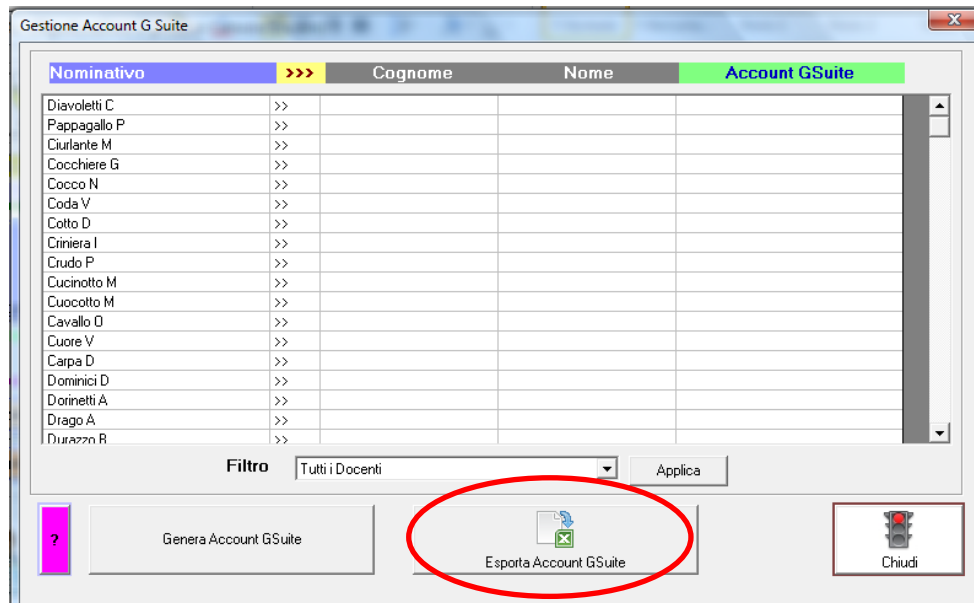 Gestione Account G Suite
Nominativo >>> Cognome Nome Account GSuite
Diavoletti C >>
Pappagallo P >>
Ciurlante M >>
Cocchiere G >>
Cocco N >>
Coda V >>
Cotto D >>
Criniera I >>
Crudo P >>
Cucinotto M >>
Cuocotto M >>
Cavallo O >>
Cuore V >>
Carpa D >>
Dominici D >>
Dorinetti A >>
Drago A >>
Durazzo B >>
Filtro Tutti i Docenti Applica
? Genera Account GSuite Esporta Account GSuite Chiudi